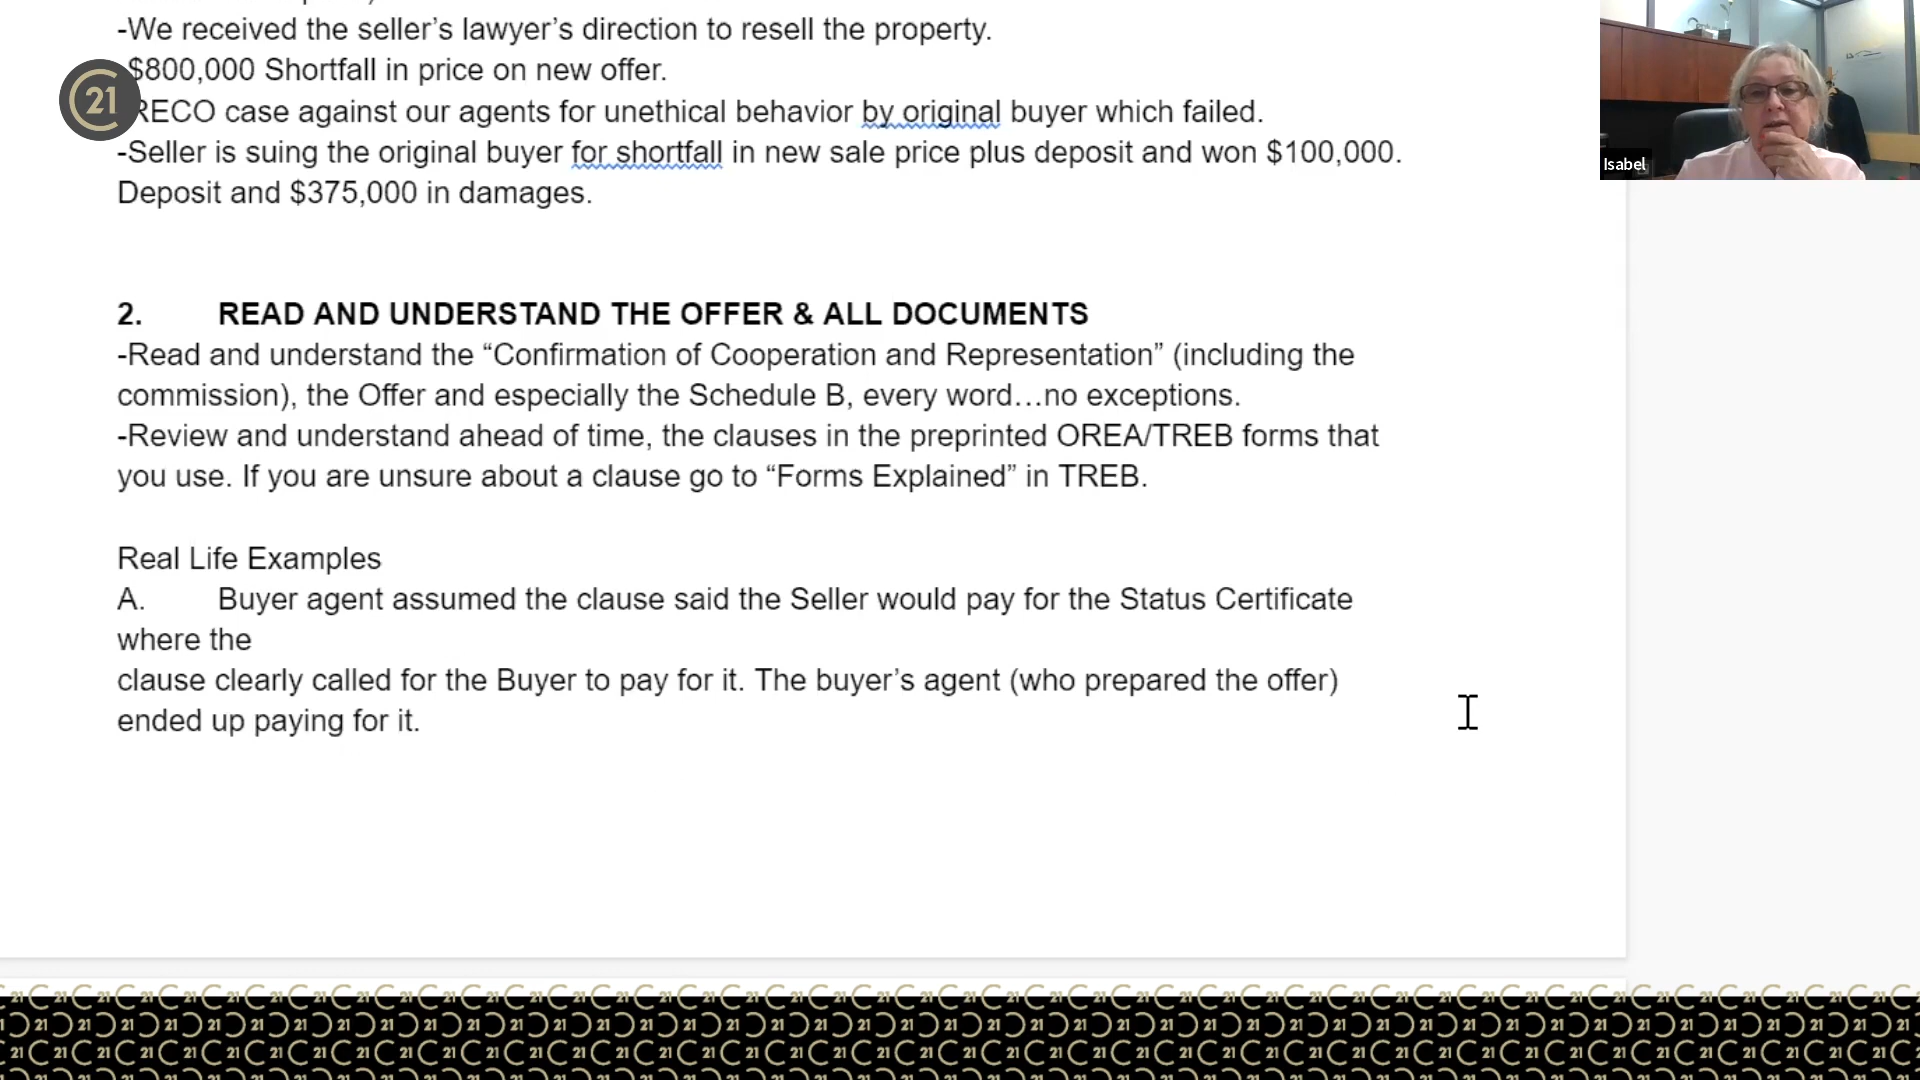 -We received the seller’s lawyer’s direction to resell the property.
$800,000 Shortfall in price on new offer.
RECO case against our agents for unethical behavior by original buyer which failed.
-Seller is suing the original buyer for shortfall in new sale price plus deposit and won $100,000.
Deposit and $375,000 in damages.
21
Isabel
2. READ AND UNDERSTAND THE OFFER & ALL DOCUMENTS
-Read and understand the “Confirmation of Cooperation and Representation” (including the
commission), the Offer and especially the Schedule B, every word…no exceptions.
-Review and understand ahead of time, the clauses in the preprinted OREA/TREB forms that
you use. If you are unsure about a clause go to “Forms Explained” in TREB.
Real Life Examples
A. Buyer agent assumed the clause said the Seller would pay for the Status Certificate
where the
clause clearly called for the Buyer to pay for it. The buyer’s agent (who prepared the offer)
ended up paying for it.